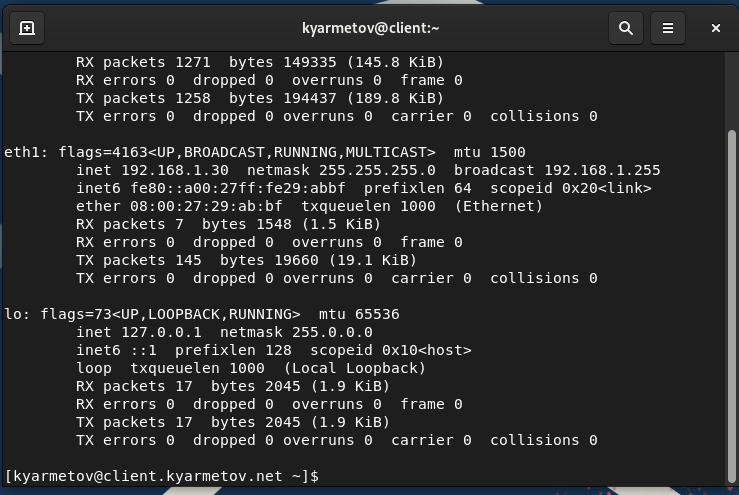 kyarmetov@client:~
RX packets 1271  bytes 149335 (145.8 KiB)
RX errors 0  dropped 0  overruns 0  frame 0
TX packets 1258  bytes 194437 (189.8 KiB)
TX errors 0  dropped 0 overruns 0  carrier 0  collisions 0
eth1: flags=4163<UP,BROADCAST,RUNNING,MULTICAST>  mtu 1500
inet 192.168.1.30  netmask 255.255.255.0  broadcast 192.168.1.255
inet6 fe80::a00:27ff:fe29:abbf  prefixlen 64  scopeid 0x20<link>
ether 08:00:27:29:ab:bf  txqueuelen 1000  (Ethernet)
RX packets 7  bytes 1548 (1.5 KiB)
RX errors 0  dropped 0  overruns 0  frame 0
TX packets 145  bytes 19660 (19.1 KiB)
TX errors 0  dropped 0 overruns 0  carrier 0  collisions 0
lo: flags=73<UP,LOOPBACK,RUNNING>  mtu 65536
inet 127.0.0.1  netmask 255.0.0.0
inet6 ::1  prefixlen 128  scopeid 0x10<host>
loop  txqueuelen 1000  (Local Loopback)
RX packets 17  bytes 2045 (1.9 KiB)
RX errors 0  dropped 0  overruns 0  frame 0
TX packets 17  bytes 2045 (1.9 KiB)
TX errors 0  dropped 0 overruns 0  carrier 0  collisions 0
[kyarmetov@client.kyarmetov.net ~]$